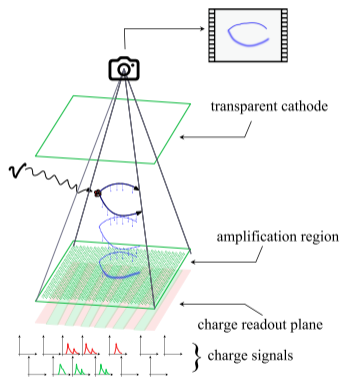 transparent cathode
amplification region
charge readout plane
charge signals